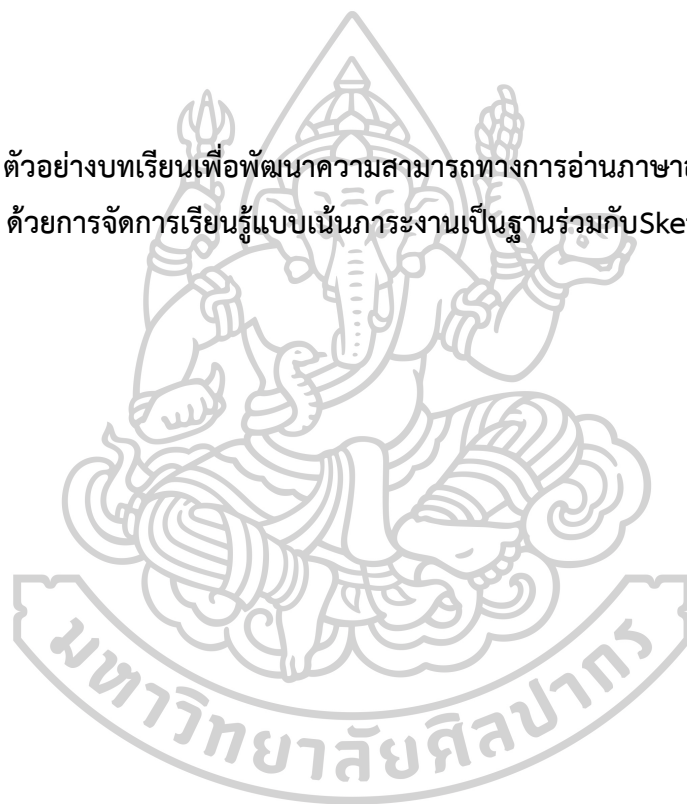 ตัวอย่างบทเรียนเพื่อพัฒนาความสามารถทางการอ่านภาษา
ด้วยการจัดการเรียนรู้แบบเน้นภาระงานเป็นฐานร่วมกับSke
มหาวิทยาลัยศิลปากร